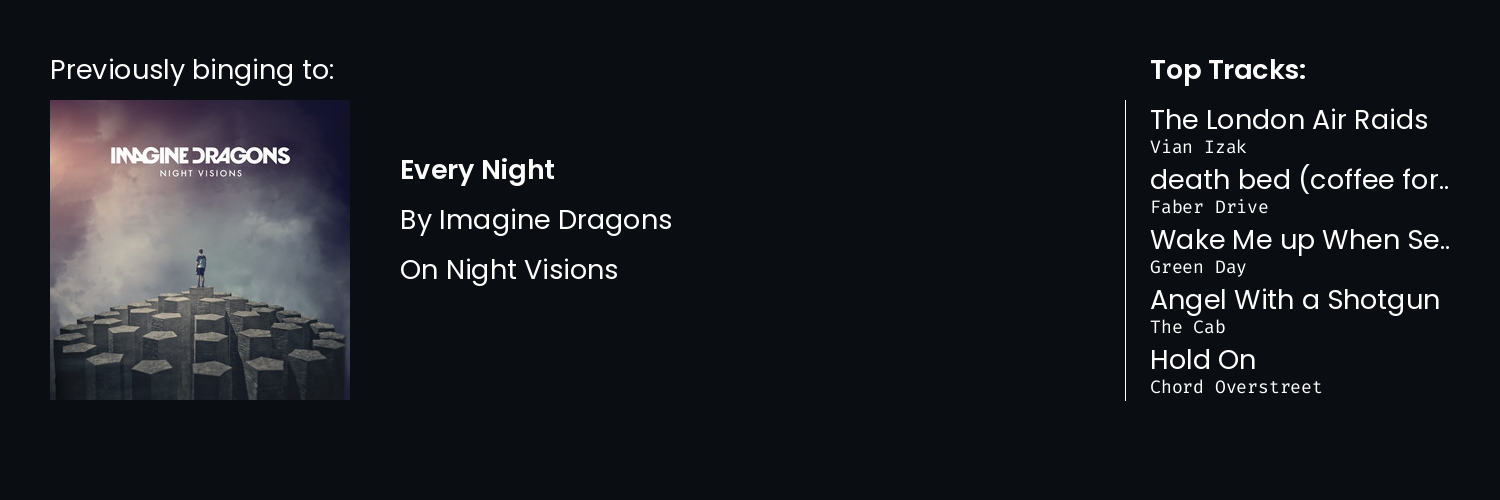 Previously binging to:
IMAGINE DRAGONS
NIGHT VISIONS
Every Night
By Imagine Dragons
On Night Visions
Top Tracks:
The London Air Raids
Vian Izak
death bed (coffee for..
Faber Drive
Wake Me up When Se..
Green Day
Angel With a Shotgun
The Cab
Hold On
Chord Overstreet